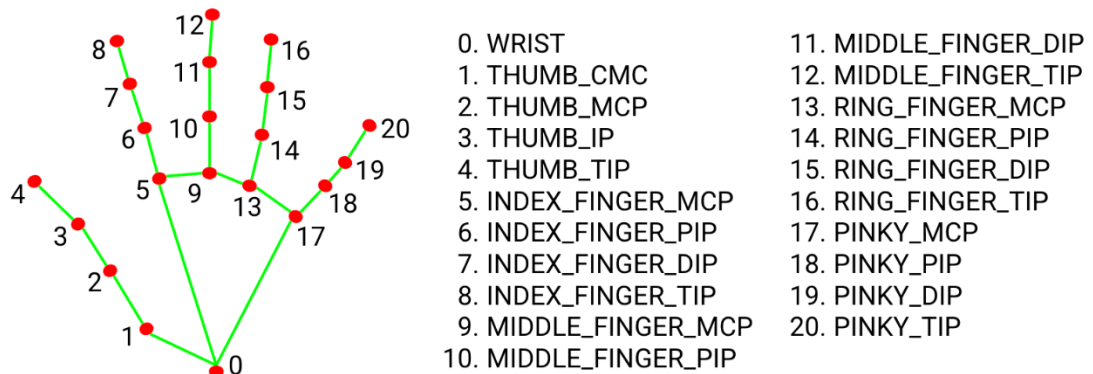 12
8
16
11
7
15
10
6
20
14
19
4
5
9
13
18
3
17
2
1
0
0. WRIST
1. THUMB_CMC
2. THUMB_MCP
3. THUMB_IP
4. THUMB_TIP
5. INDEX_FINGER_MCP
6. INDEX_FINGER_PIP
7. INDEX_FINGER_DIP
8. INDEX_FINGER_TIP
9. MIDDLE_FINGER_MCP
10. MIDDLE_FINGER_PIP
11. MIDDLE_FINGER_DIP
12. MIDDLE_FINGER_TIP
13. RING_FINGER_MCP
14. RING_FINGER_PIP
15. RING_FINGER_DIP
16. RING_FINGER_TIP
17. PINKY_MCP
18. PINKY_PIP
19. PINKY_DIP
20. PINKY_TIP